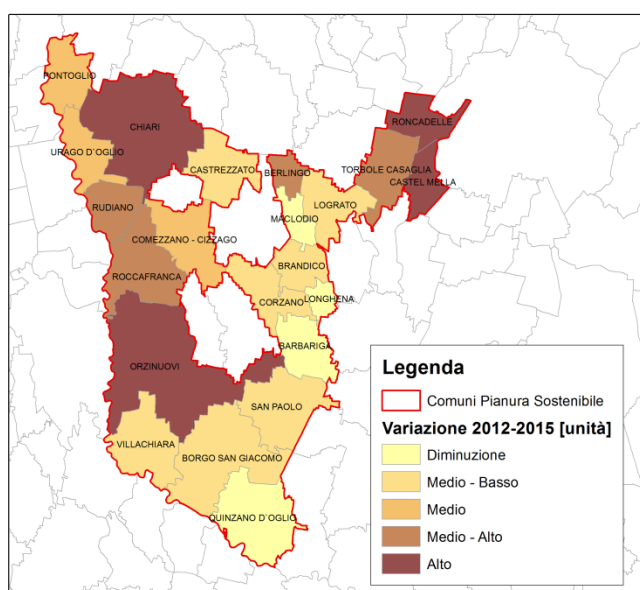 PONTOGLIO
CHIARI
RONCADELLE
URAGO D'OGLIO
CASTREZZATO
BERLINGO
TORBOLE CASAGLIA
CASTEL MELLA
RUDIANO
MACLODIO
LOGRATO
COMEZZANO - CIZZAGO
BRANDICO
ROCCAFRANCA
CORZANO
LONGHENA
BARBARIGA
ORZINUOVI
SAN PAOLO
VILLACHIARA
BORGO SAN GIACOMO
QUINZANO D'OGLIO
Legenda
Comuni Pianura Sostenibile
Variazione 2012-2015 [unità]
Diminuzione
Medio - Basso
Medio
Medio - Alto
Alto